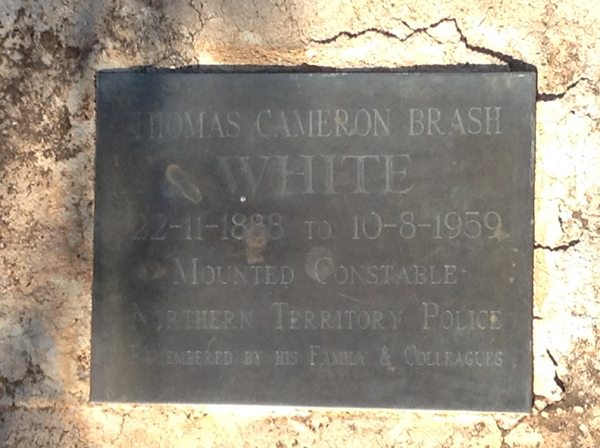 THOMAS CAMERON BRASH
WHITE
22-11-1888 TO 10-8-1959
MOUNTED CONSTABLE
NORTHERN TERRITORY POLICE
REMEMBERED BY HIS FAMILY & COLLEAGUES